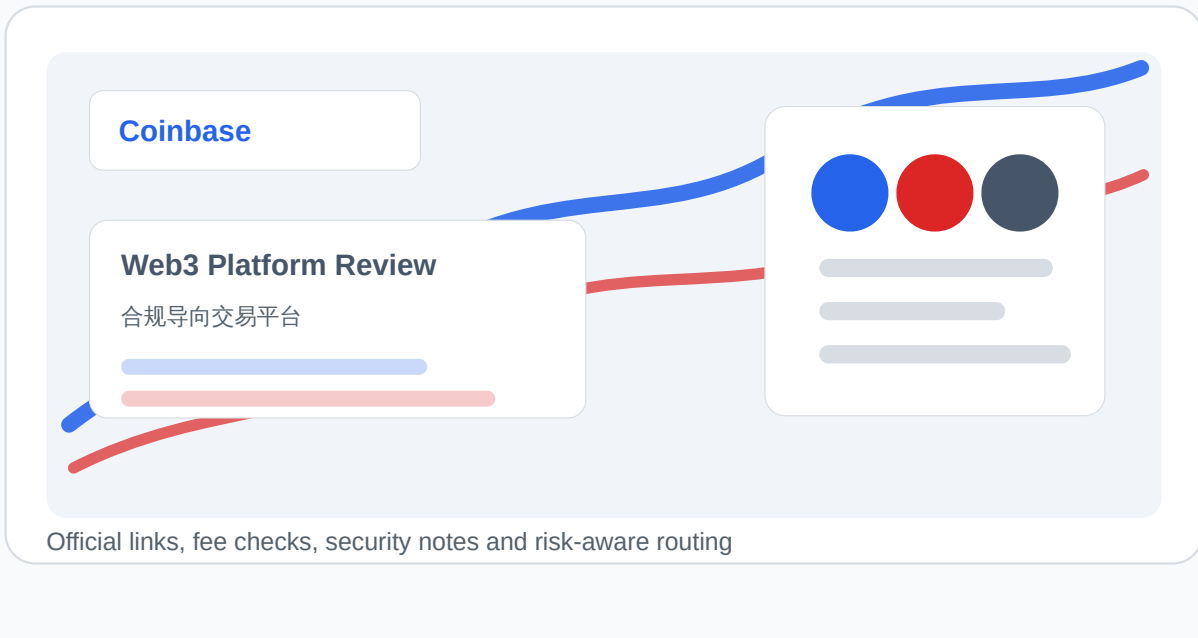 Coinbase
Web3 Platform Review
合规导向交易平台
Official links, fee checks, security notes and risk-aware routing